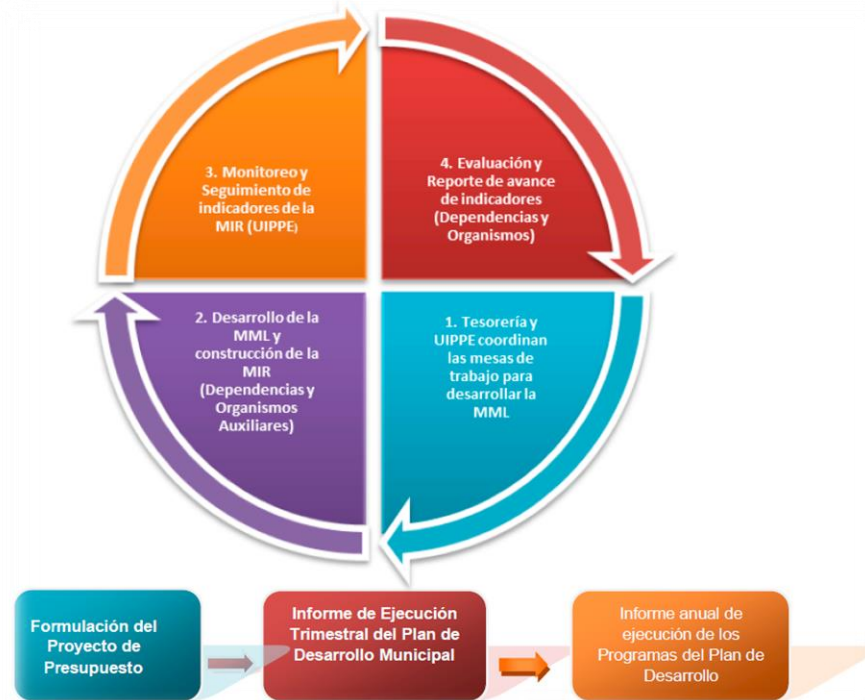 3. Monitoreo y
Seguimiento de
indicadores de la
MIR (UIPPE)
4. Evaluación y
Reporte de avance
de indicadores
(Dependencias y
Organismos)
2. Desarrollo de la
MML y
construcción de la
MIR
(Dependencias y
Organismos
Auxiliares)
1. Tesorería y
UIPPE coordinan
las mesas de
trabajo para
desarrollar la
MML
Formulación del
Proyecto de
Presupuesto
Informe de Ejecución
Trimestral del Plan de
Desarrollo Municipal
Informe anual de
ejecución de los
Programas del Plan de
Desarrollo